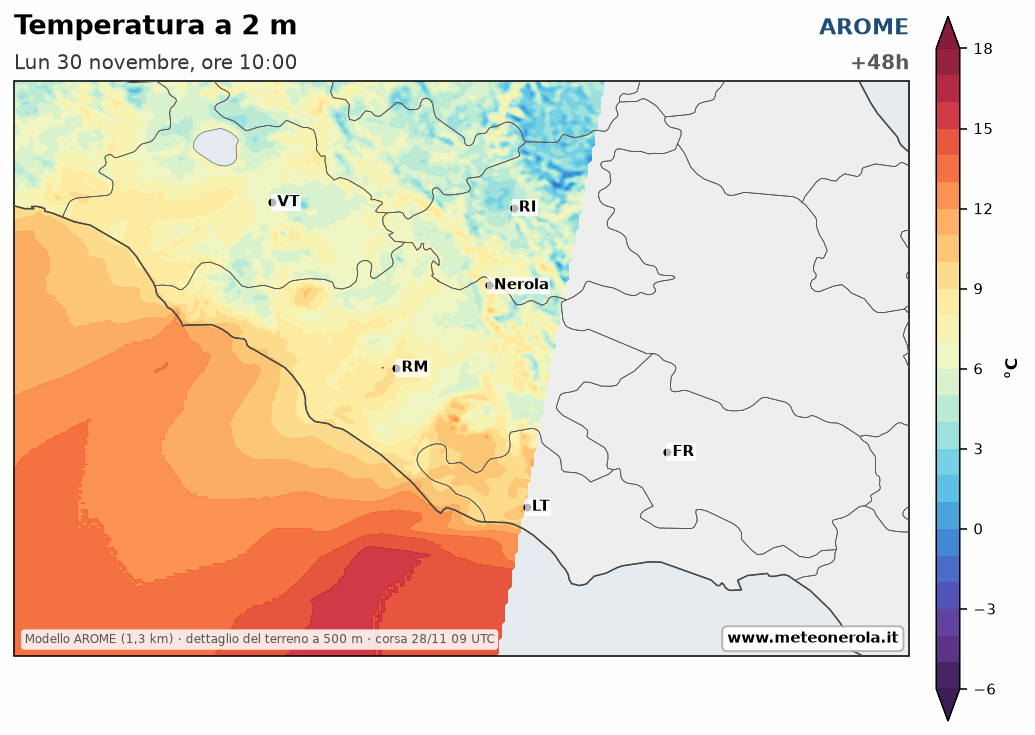 Temperatura a 2 m
AROME
Lun 30 novembre, ore 10:00
+48h
VT
RI
Nerola
RM
FR
LT
Modello AROME (1,3 km) · dettaglio del terreno a 500 m · corsa 28/11 09 UTC
www.meteonerola.it
18
15
12
9
6
3
0
−3
−6
°C